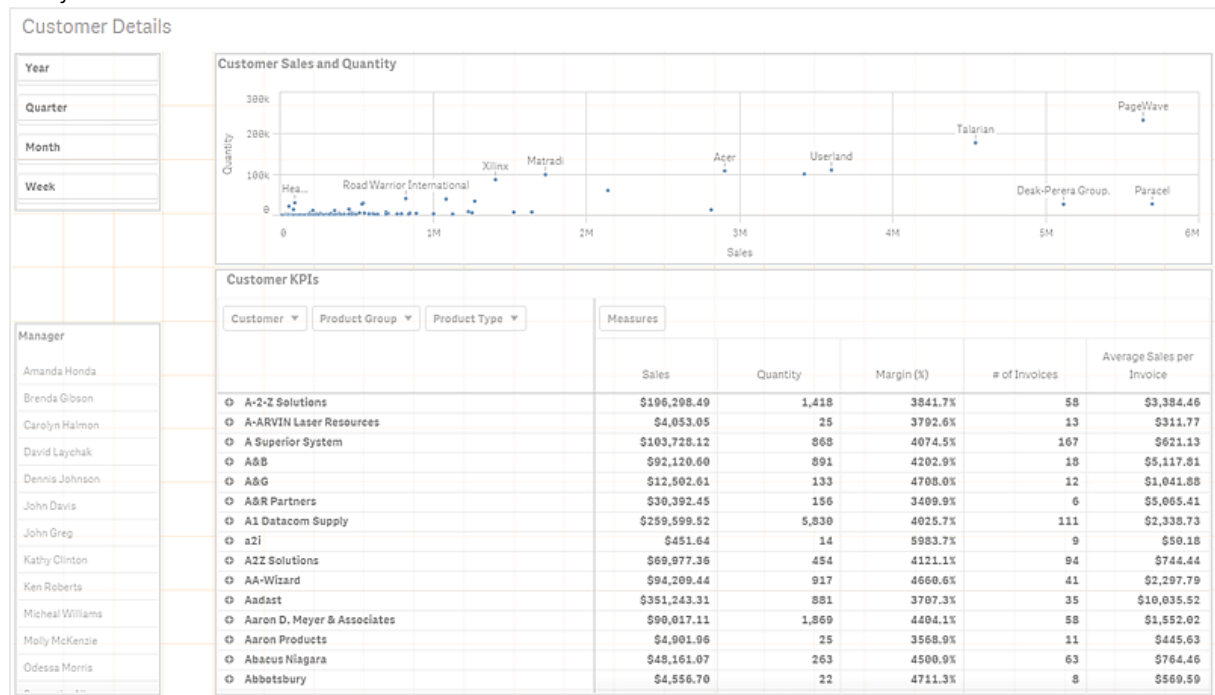 Customer Details
Year
Quarter
Month
Week
Customer Sales and Quantity
300k
200k
100k
0
Quantity
PageWave
Talarian
Acer
Userland
Xilinx
Matradi
Hea...
Road Warrior International
Deak-Perera Group.
Paracel
0 1M 2M 3M 4M 5M 6M
Sales
Manager
Amanda Honda
Brenda Gibson
Carolyn Halmon
David Laychak
Dennis Johnson
John Davis
John Greg
Kathy Clinton
Ken Roberts
Micheal Williams
Molly McKenzie
Odessa Morris
Customer KPIs
Customer Product Group Product Type Measures
Sales Quantity Margin (%) # of Invoices Average Sales per Invoice
A-2-Z Solutions $196,298.49 1,418 3841.7% 58 $3,384.46
A-ARVIN Laser Resources $4,053.05 25 3792.6% 13 $311.77
A Superior System $103,728.12 868 4074.5% 167 $621.13
A&B $92,120.60 891 4202.9% 18 $5,117.81
A&G $12,502.61 133 4708.0% 12 $1,041.88
A&R Partners $30,392.45 156 3409.9% 6 $5,065.41
A1 Datacom Supply $259,599.52 5,830 4025.7% 111 $2,338.73
a2i $451.64 14 5983.7% 9 $50.18
A2Z Solutions $69,977.36 454 4121.1% 94 $744.44
AA-Wizard $94,209.44 917 4660.6% 41 $2,297.79
Aadast $351,243.31 881 3707.3% 35 $10,035.52
Aaron D. Meyer & Associates $90,017.11 1,869 4404.1% 58 $1,552.02
Aaron Products $4,901.96 25 3568.9% 11 $445.63
Abacus Niagara $48,161.07 263 4500.9% 63 $764.46
Abbotsbury $4,556.70 22 4711.3% 8 $569.59